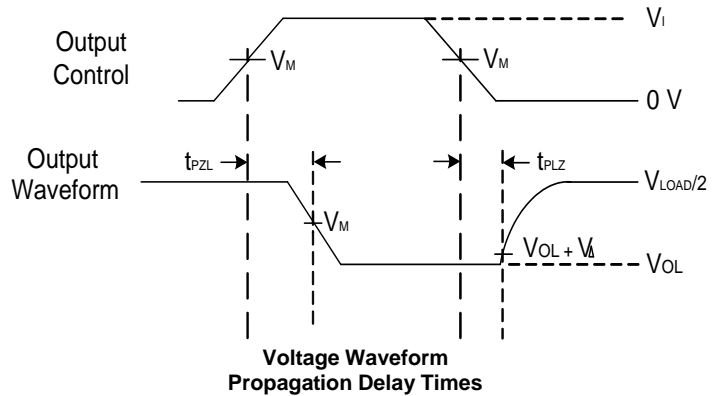 Output
Control
VM
VM
VI
0 V
Output
Waveform
tPZL
tPLZ
VLOAD/2
VM
VOL + VΔ
VOL
Voltage Waveform
Propagation Delay Times